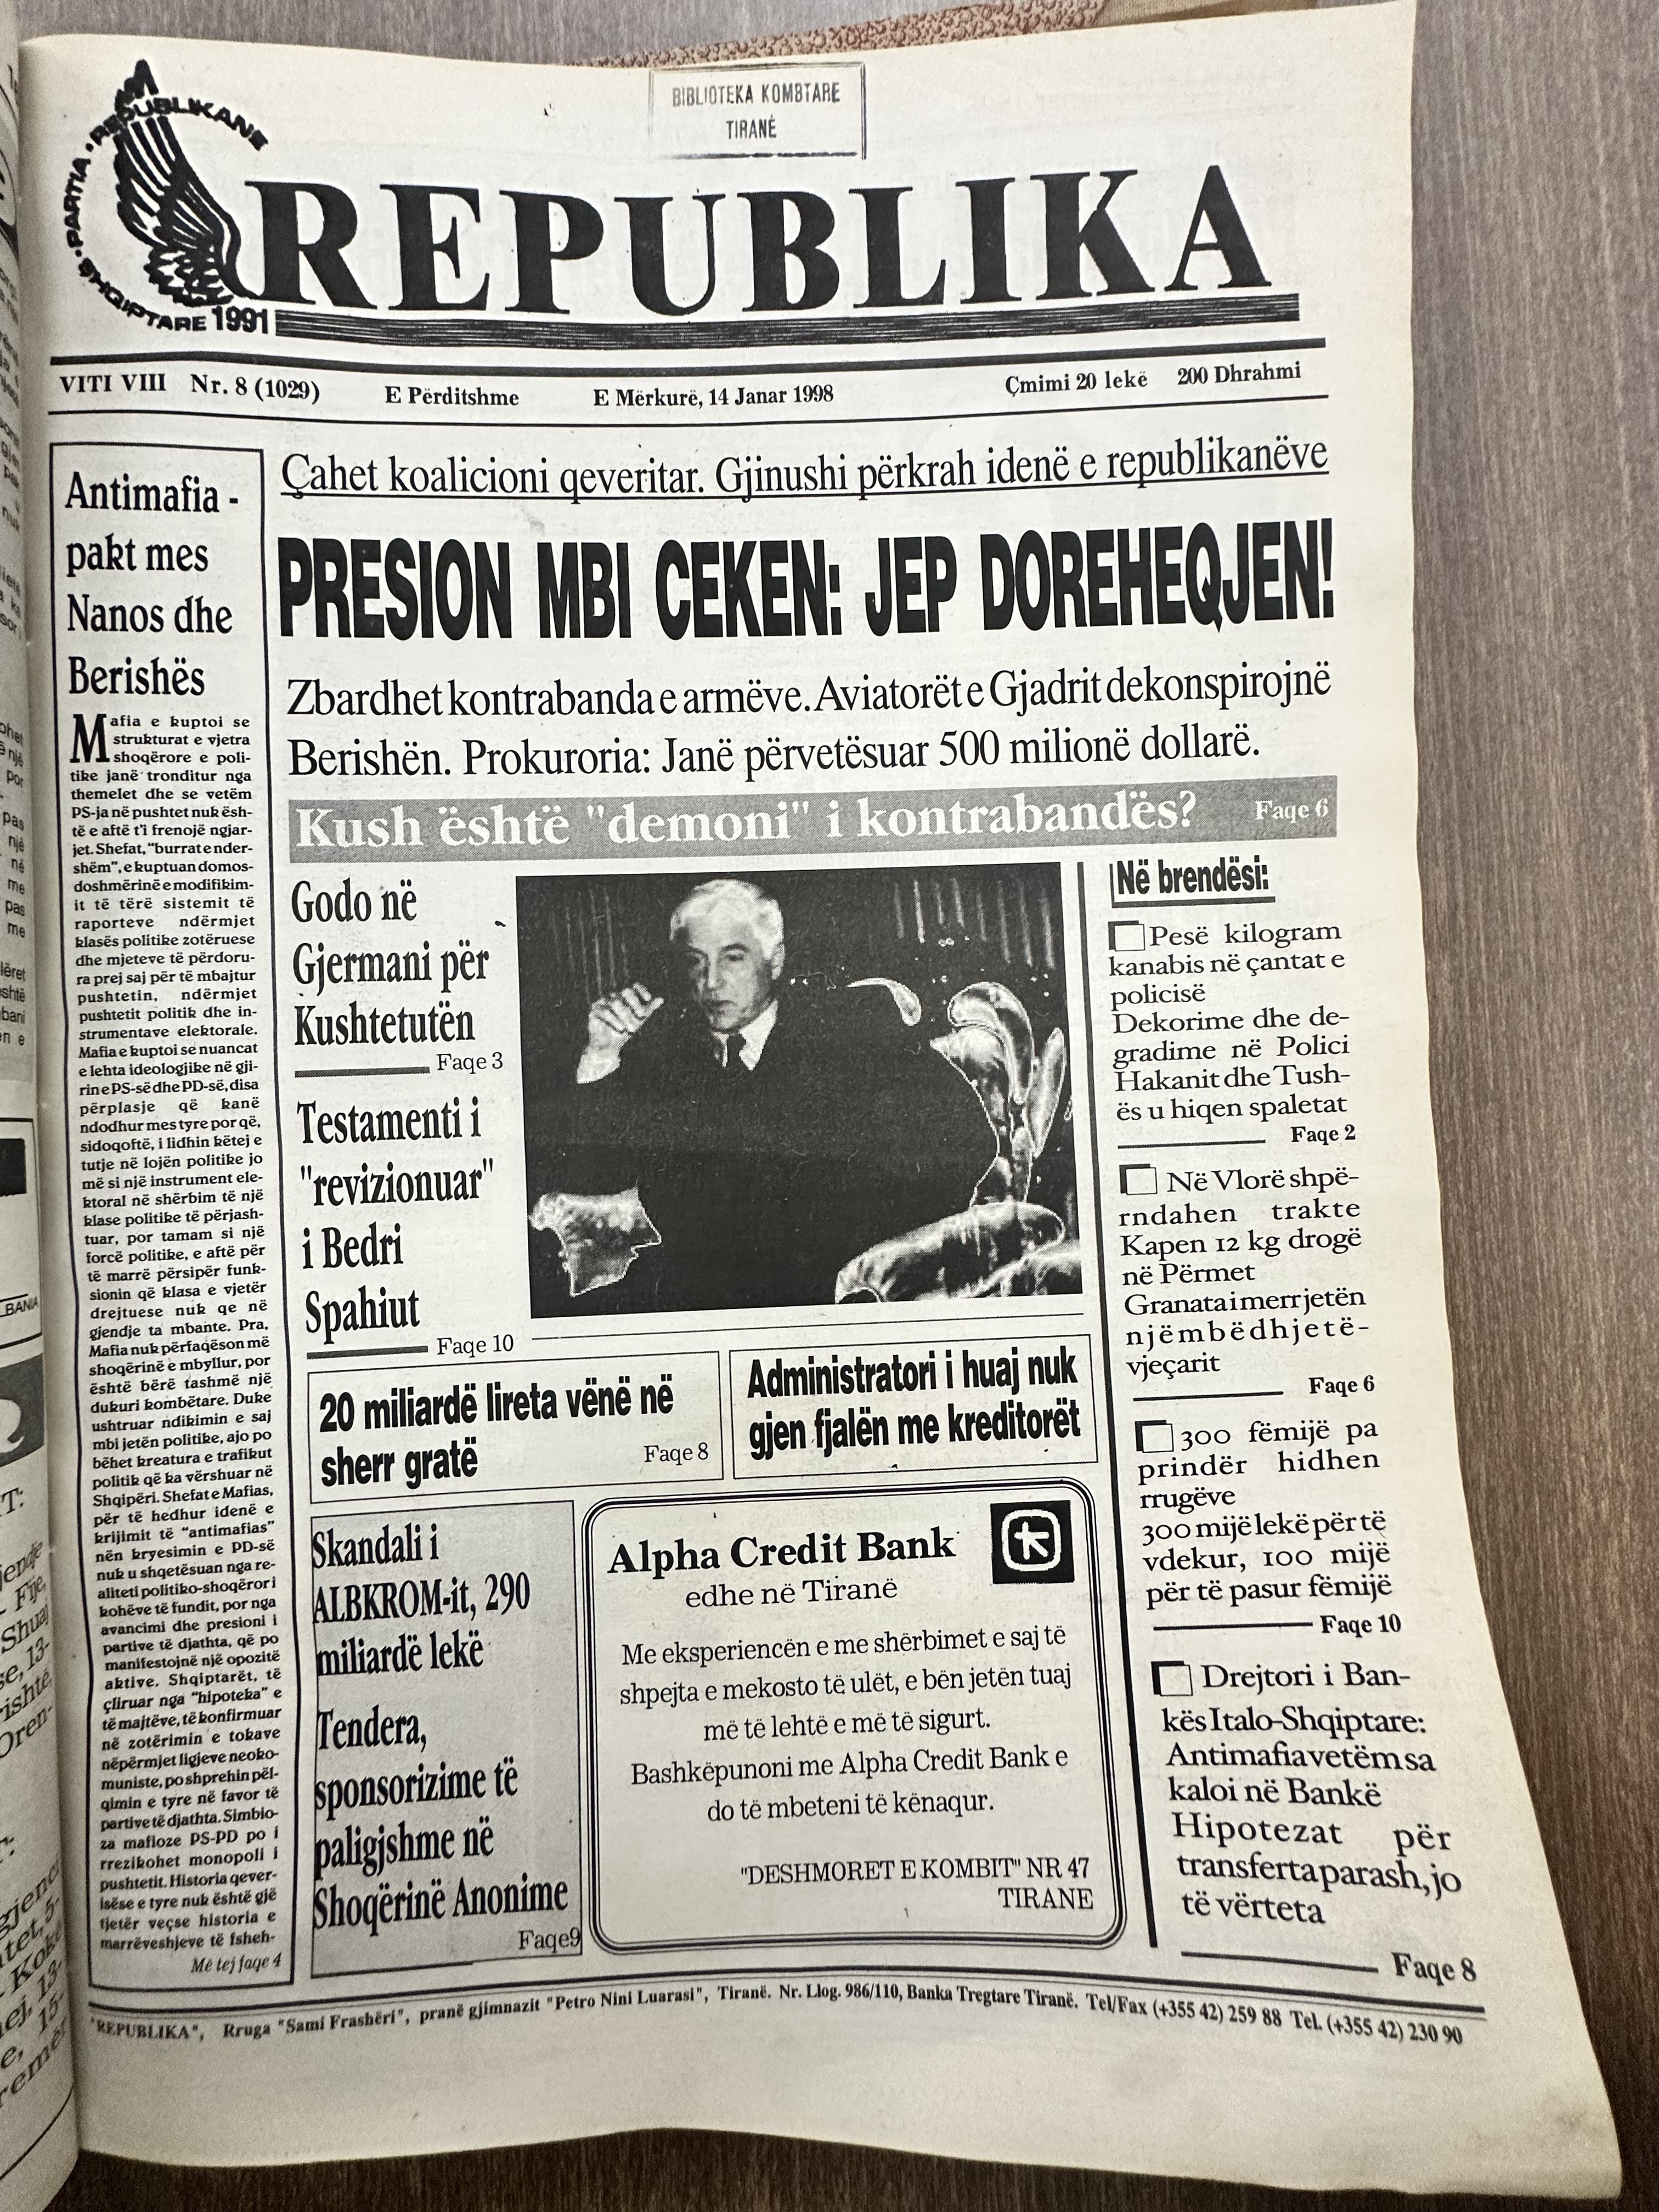 BIBLIOTEKA KOMBTARE
TIRANË
PARTIA • REPUBLIKANE • SHQIPTARE 1991
REPUBLIKA
VITI VIII Nr. 8 (1029) E Përditshme E Mërkurë, 14 Janar 1998 Çmimi 20 lekë 200 Dhrahmi
Antimafia -
pakt mes
Nanos dhe
Berishës
Mafia e kuptoi se
strukturat e vjetra
shoqërore e poli-
tike janë tronditur nga
themelet dhe se vetëm
PS-ja në pushtet nuk ësh-
të e aftë t'i frenojë ngjar-
jet. Shefat, "burrat e nder-
shëm", e kuptuan domos-
doshmërinë e modifikim-
it të tërë sistemit të
raporteve ndërmjet
klasës politike zotëruese
dhe mjeteve të përdoru-
ra prej saj për të mbajtur
pushtetin, ndërmjet
pushtetit politik dhe in-
strumentave elektorale.
Mafia e kuptoi se nuancat
e lehta ideologjike në gji-
rin e PS-së dhe PD-së, disa
përplasje që kanë
ndodhur mes tyre por që,
sidoqoftë, i lidhin këtej e
tutje në lojën politike jo
më si një instrument ele-
ktoral në shërbim të një
klase politike të përjash-
tuar, por tamam si një
forcë politike, e aftë për
të marrë përsipër funk-
sionin që klasa e vjetër
drejtuese nuk qe në
gjendje ta mbante. Pra,
Mafia nuk përfaqëson më
shoqërinë e mbyllur, por
është bërë tashmë një
dukuri kombëtare. Duke
ushtruar ndikimin e saj
mbi jetën politike, ajo po
bëhet kreatura e trafikut
politik që ka vërshuar në
Shqipëri. Shefat e Mafias,
për të hedhur idenë e
krijimit të "antimafias"
nën kryesimin e PD-së
nuk u shqetësuan nga re-
aliteti politiko-shoqëror i
kohëve të fundit, por nga
avancimi dhe presioni i
partive të djathta, që po
manifestojnë një opozitë
aktive. Shqiptarët, të
çliruar nga "hipoteka" e
të majtëve, të konfirmuar
në zotërimin e tokave
nëpërmjet ligjeve neoko-
muniste, po shprehin pël-
qimin e tyre në favor të
partive të djathta. Simbio-
za mafioze PS-PD po i
rrezikohet monopoli i
pushtetit. Historia qever-
isëse e tyre nuk është gjë
tjetër veçse historia e
marrëveshjeve të fsheh-
Më tej faqe 4
Çahet koalicioni qeveritar. Gjinushi përkrah idenë e republikanëve
PRESION MBI CEKEN: JEP DOREHEQJEN!
Zbardhet kontrabanda e armëve. Aviatorët e Gjadrit dekonspirojnë
Berishën. Prokuroria: Janë përvetësuar 500 milionë dollarë.
Kush është "demoni" i kontrabandës? Faqe 6
Godo në
Gjermani për
Kushtetutën
Faqe 3
Testamenti i
"revizionuar"
i Bedri
Spahiut
Faqe 10
20 miliardë lireta vënë në
sherr gratë
Faqe 8
Administratori i huaj nuk
gjen fjalën me kreditorët
Skandali i
ALBKROM-it, 290
miliardë lekë
Tendera,
sponsorizime të
paligjshme në
Shoqërinë Anonime
Faqe9
Alpha Credit Bank
edhe në Tiranë
Me eksperiencën e me shërbimet e saj të
shpejta e mekosto të ulët, e bën jetën tuaj
më të lehtë e më të sigurt.
Bashkëpunoni me Alpha Credit Bank e
do të mbeteni të kënaqur.
"DESHMORET E KOMBIT" NR 47
TIRANE
Në brendësi:
Pesë kilogram
kanabis në çantat e
policisë
Dekorime dhe de-
gradime në Polici
Hakanit dhe Tush-
ës u hiqen spaletat
Faqe 2
Në Vlorë shpë-
rndahen trakte
Kapen 12 kg drogë
në Përmet
Granata i merr jetën
njëmbëdhjetë-
vjeçarit
Faqe 6
300 fëmijë pa
prindër hidhen
rrugëve
300 mijë lekë për të
vdekur, 100 mijë
për të pasur fëmijë
Faqe 10
Drejtori i Ban-
kës Italo-Shqiptare:
Antimafia vetëm sa
kaloi në Bankë
Hipotezat për
transferta parash, jo
të vërteta
Faqe 8
"REPUBLIKA", Rruga "Sami Frashëri", pranë gjimnazit "Petro Nini Luarasi", Tiranë. Nr. Llog. 986/110, Banka Tregtare Tiranë. Tel/Fax (+355 42) 259 88 Tel. (+355 42) 230 90